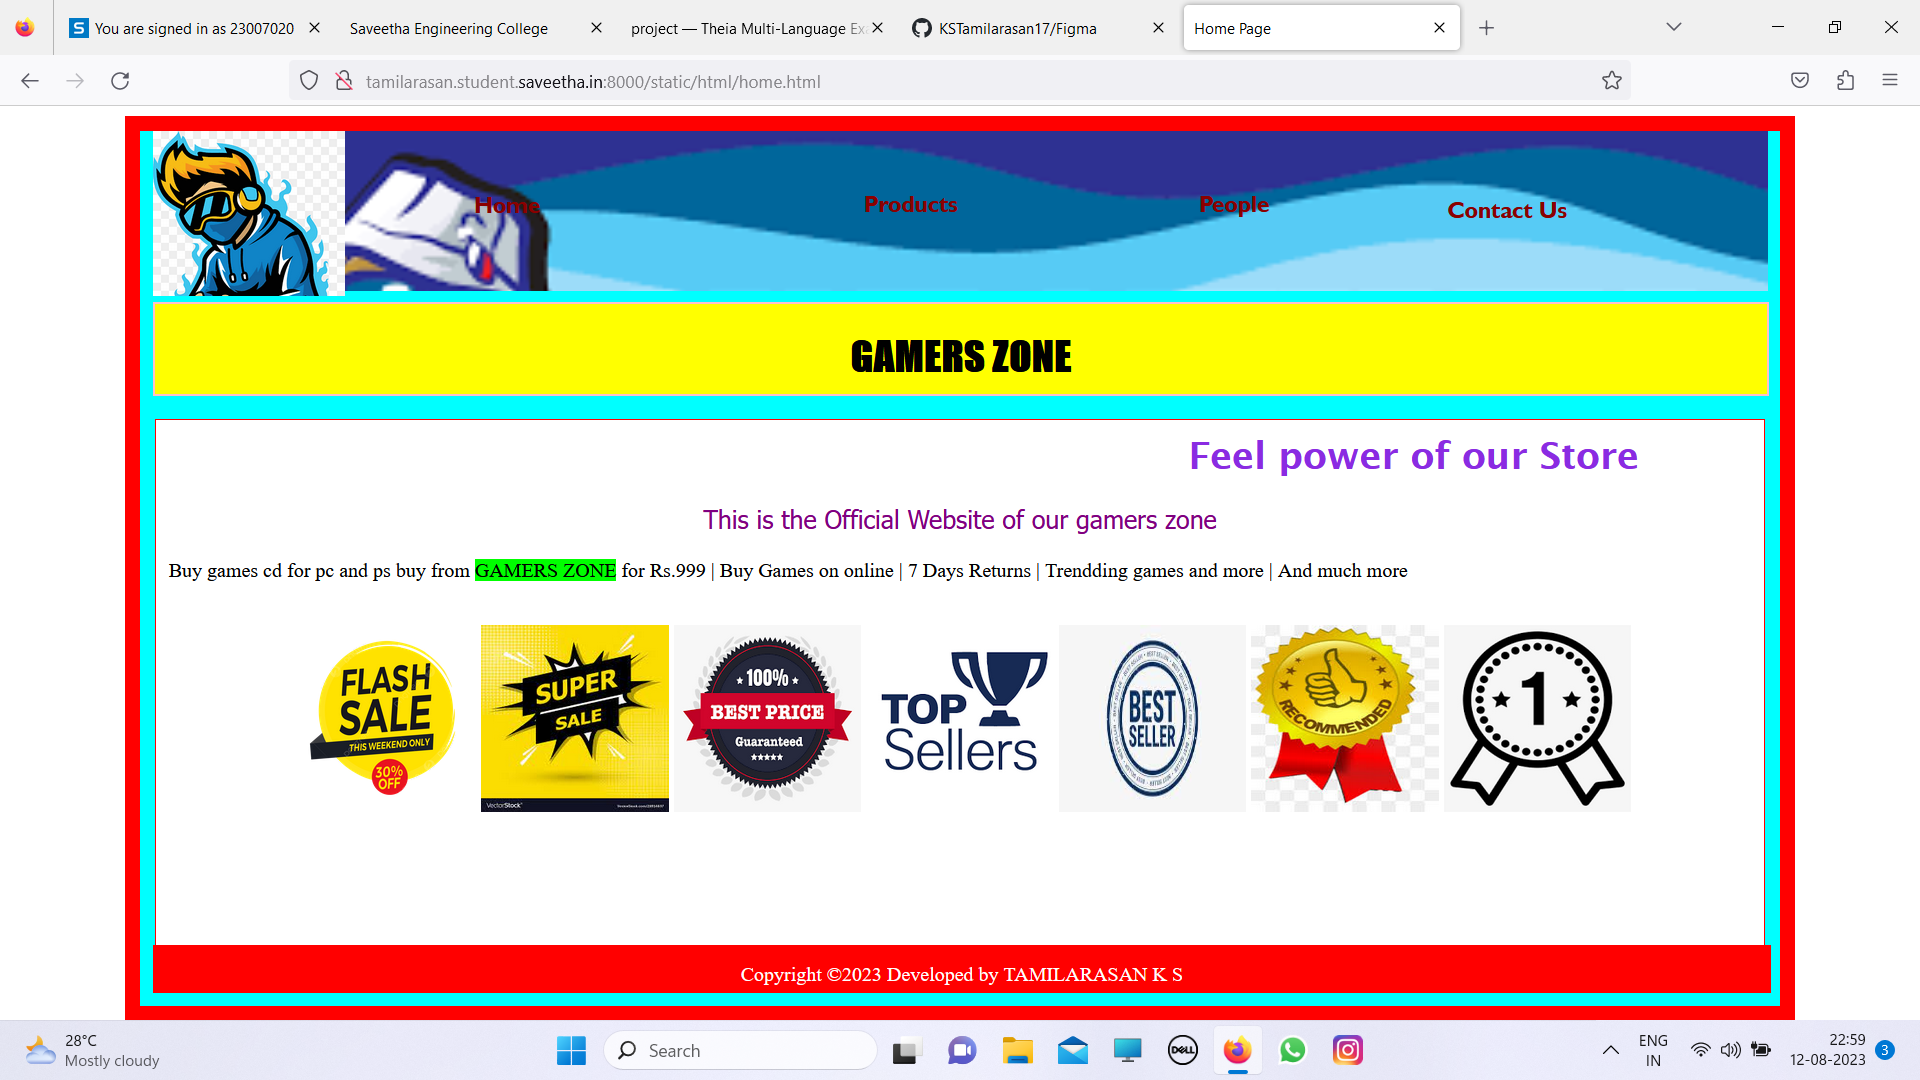 You are signed in as 23007020
Saveetha Engineering College
project — Theia Multi-Language Ex
KSTamilarasan17/Figma
Home Page
tamilarasan.student.saveetha.in:8000/static/html/home.html
Home
Products
People
Contact Us
GAMERS ZONE
Feel power of our Store
This is the Official Website of our gamers zone
Buy games cd for pc and ps buy from GAMERS ZONE for Rs.999 | Buy Games on online | 7 Days Returns | Trendding games and more | And much more
FLASH
SALE
THIS WEEKEND ONLY
30%
OFF
SUPER
SALE
VectorStock
100%
BEST PRICE
Guaranteed
TOP
Sellers
BEST
SELLER
RECOMMENDED
1
Copyright ©2023 Developed by TAMILARASAN K S
28°C
Mostly cloudy
Search
DELL
ENG
IN
22:59
12-08-2023
3